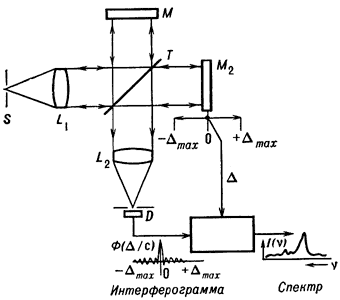 M
T
M₂
S
L₁
-Δmax 0 +Δmax
L₂
Δ
D
Φ(Δ/c)
I(ν)
-Δmax 0 +Δmax
ν
Интерферограмма
Спектр